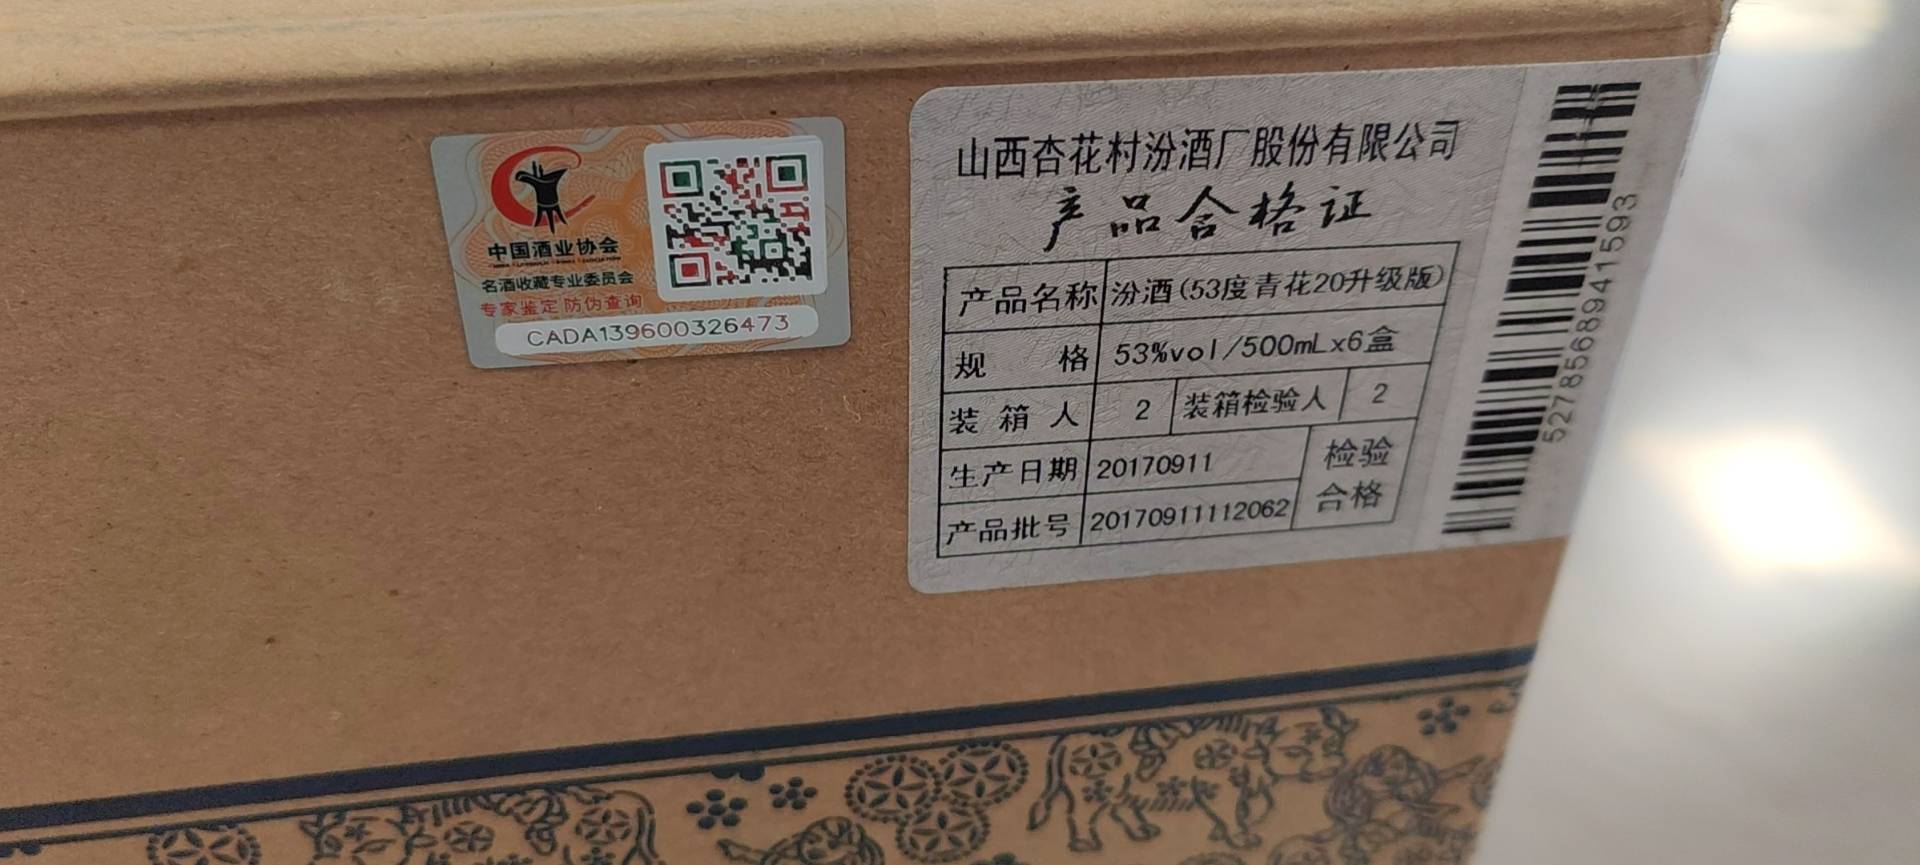 中国酒业协会
名酒收藏专业委员会
专家鉴定 防伪查询
CADA139600326473
山西杏花村汾酒厂股份有限公司
产品合格证
产品名称 汾酒(53度青花20升级版)
规 格 53%vol/500mLx6盒
装 箱 人 2 装箱检验人 2
生产日期 20170911
产品批号 20170911112062
检验
合格
5278568941593